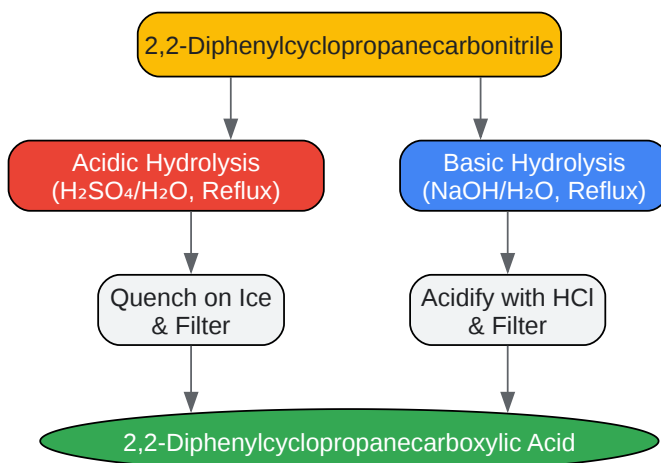 2,2-Diphenylcyclopropanecarbonitrile
Acidic Hydrolysis
(H₂SO₄/H₂O, Reflux)
Basic Hydrolysis
(NaOH/H₂O, Reflux)
Quench on Ice
& Filter
Acidify with HCl
& Filter
2,2-Diphenylcyclopropanecarboxylic Acid